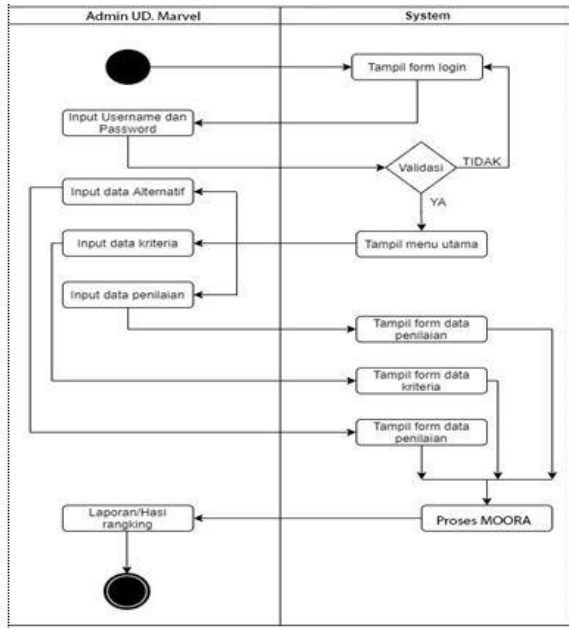 Admin UD. Marvel
System
Tampil form login
Input Username dan
Password
Validasi
TIDAK
YA
Input data Alternatif
Input data kriteria
Tampil menu utama
Input data penilaian
Tampil form data
penilaian
Tampil form data
kriteria
Tampil form data
penilaian
Laporan/Hasi
rangking
Proses MOORA